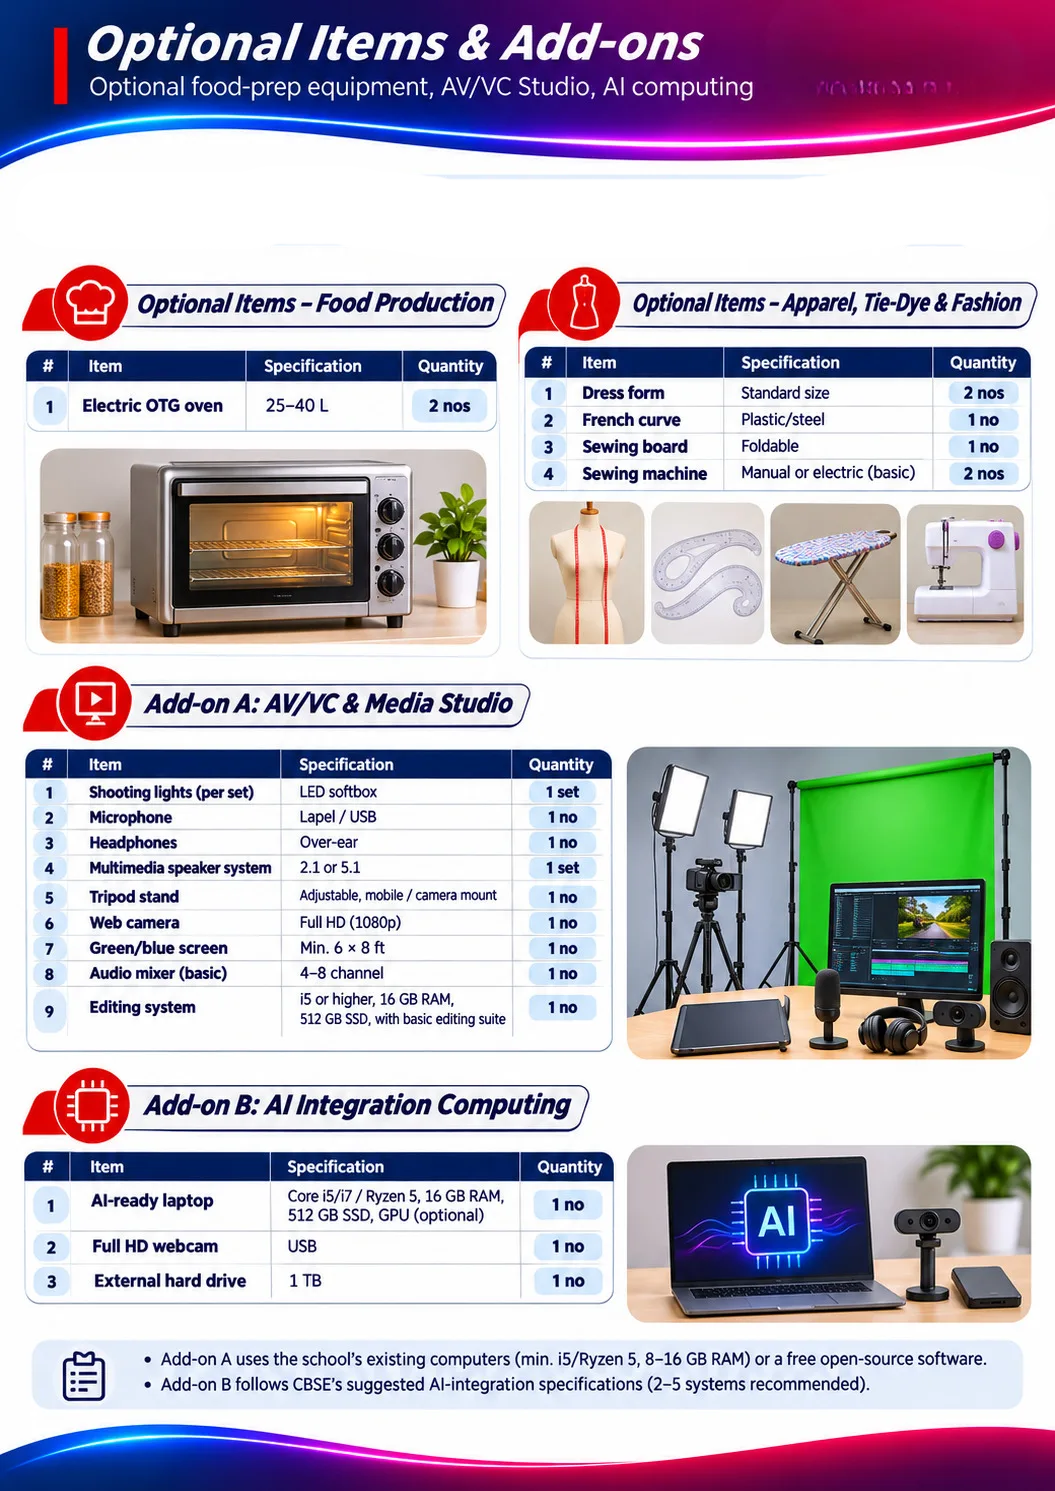 Optional Items & Add-ons
Optional food-prep equipment, AV/VC Studio, AI computing
Optional Items – Food Production
# Item Specification Quantity
1 Electric OTG oven 25–40 L 2 nos
Optional Items – Apparel, Tie-Dye & Fashion
# Item Specification Quantity
1 Dress form Standard size 2 nos
2 French curve Plastic/steel 1 no
3 Sewing board Foldable 1 no
4 Sewing machine Manual or electric (basic) 2 nos
Add-on A: AV/VC & Media Studio
# Item Specification Quantity
1 Shooting lights (per set) LED softbox 1 set
2 Microphone Lapel / USB 1 no
3 Headphones Over-ear 1 no
4 Multimedia speaker system 2.1 or 5.1 1 set
5 Tripod stand Adjustable, mobile / camera mount 1 no
6 Web camera Full HD (1080p) 1 no
7 Green/blue screen Min. 6 × 8 ft 1 no
8 Audio mixer (basic) 4–8 channel 1 no
9 Editing system i5 or higher, 16 GB RAM, 1 no
512 GB SSD, with basic editing suite
Add-on B: AI Integration Computing
# Item Specification Quantity
1 AI-ready laptop Core i5/i7 / Ryzen 5, 16 GB RAM, 1 no
512 GB SSD, GPU (optional)
2 Full HD webcam USB 1 no
3 External hard drive 1 TB 1 no
AI
• Add-on A uses the school's existing computers (min. i5/Ryzen 5, 8–16 GB RAM) or a free open-source software.
• Add-on B follows CBSE's suggested AI-integration specifications (2–5 systems recommended).